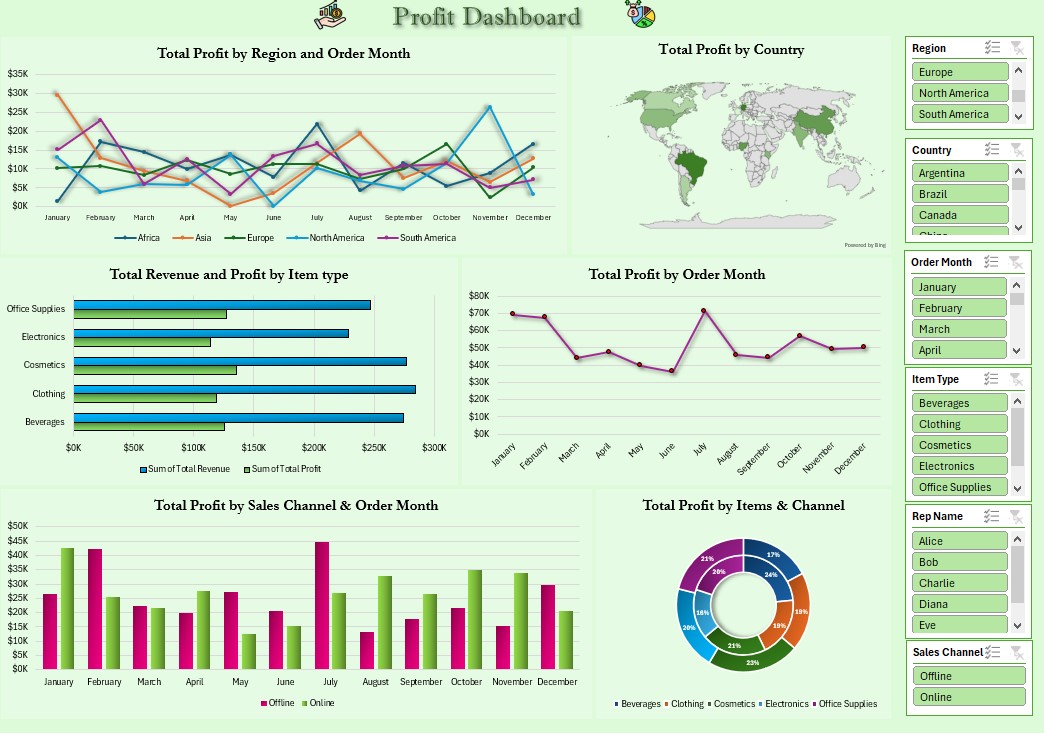 Profit Dashboard
Total Profit by Region and Order Month
$35K
$30K
$25K
$20K
$15K
$10K
$5K
$0K
January February March April May June July August September October November December
Africa Asia Europe North America South America
Total Profit by Country
Powered by Bing
Total Revenue and Profit by Item type
Office Supplies
Electronics
Cosmetics
Clothing
Beverages
$0K $50K $100K $150K $200K $250K $300K
Sum of Total Revenue Sum of Total Profit
Total Profit by Order Month
$80K
$70K
$60K
$50K
$40K
$30K
$20K
$10K
$0K
January February March April May June July August September October November December
Total Profit by Sales Channel & Order Month
$50K
$45K
$40K
$35K
$30K
$25K
$20K
$15K
$10K
$5K
$0K
January February March April May June July August September October November December
Offline Online
Total Profit by Items & Channel
21% 17%
20% 24%
16% 18% 19%
20%
21%
23%
Beverages Clothing Cosmetics Electronics Office Supplies
Region
Europe
North America
South America
Country
Argentina
Brazil
Canada
China
Order Month
January
February
March
April
Item Type
Beverages
Clothing
Cosmetics
Electronics
Office Supplies
Rep Name
Alice
Bob
Charlie
Diana
Eve
Sales Channel
Offline
Online